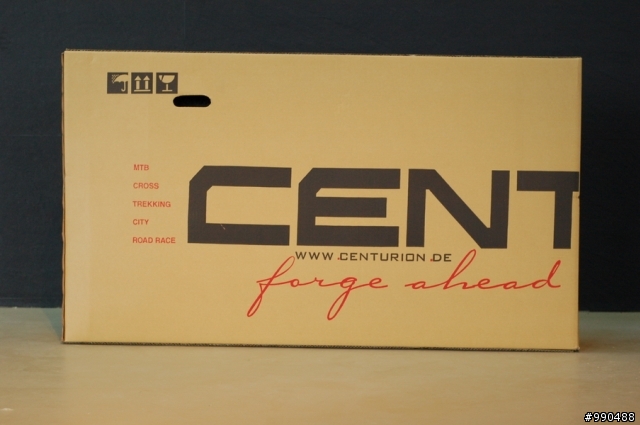 MTB
CROSS
TREKKING
CITY
ROAD RACE
CENT
WWW.CENTURION.DE
forge ahead
#990488